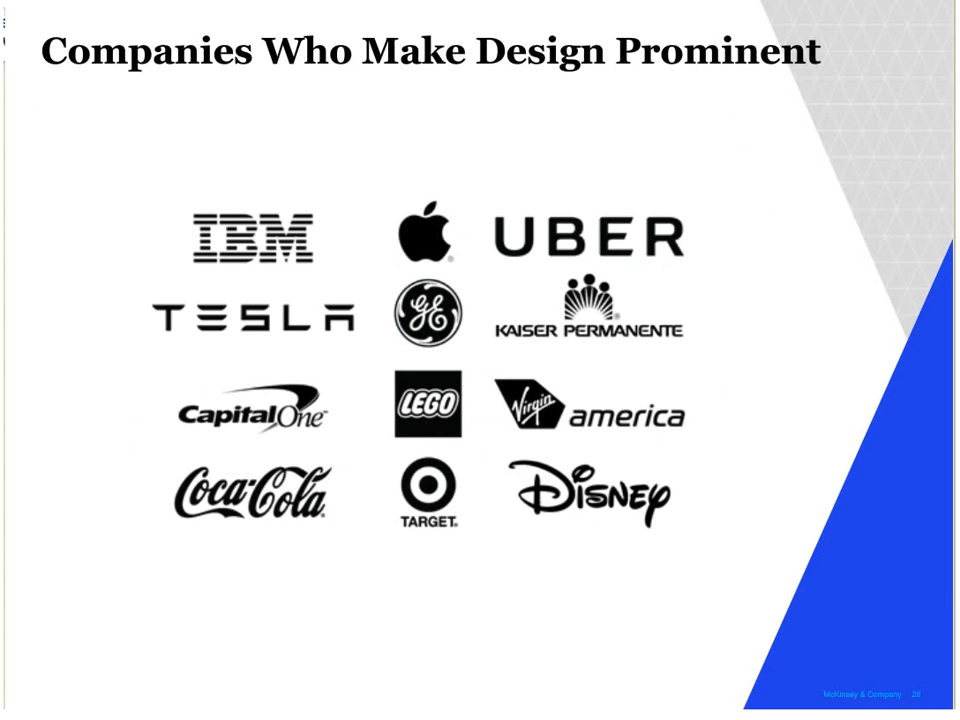 Companies Who Make Design Prominent
IBM
UBER
TESLA
GE
KAISER PERMANENTE
CapitalOne
LEGO
Virgin america
Coca-Cola
TARGET
DISNEY
McKinsey & Company 26